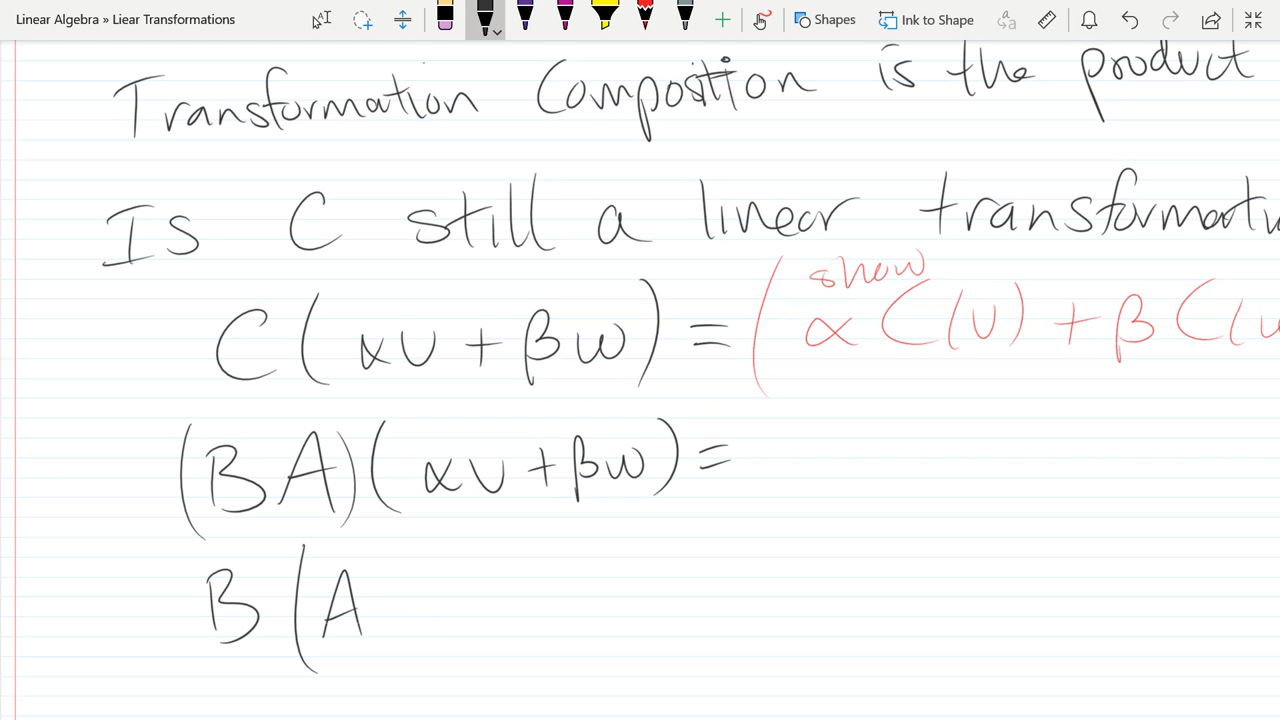 Linear Algebra » Liear Transformations
Shapes
Ink to Shape
Transformation Composition is the product
Is C still a linear
show
C(αv + βw) = (αC(v) + βC(
(BA)(αv + βw) =
B(A